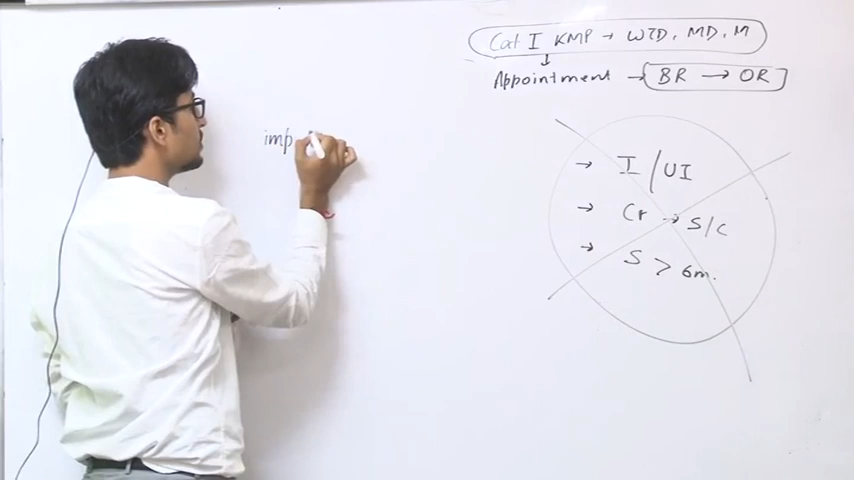 Cat I KMP → WTD, MD, M
↓
Appointment → BR → OR
imp
→ I / UI
→ Cr → S/C
→ S > 6m.